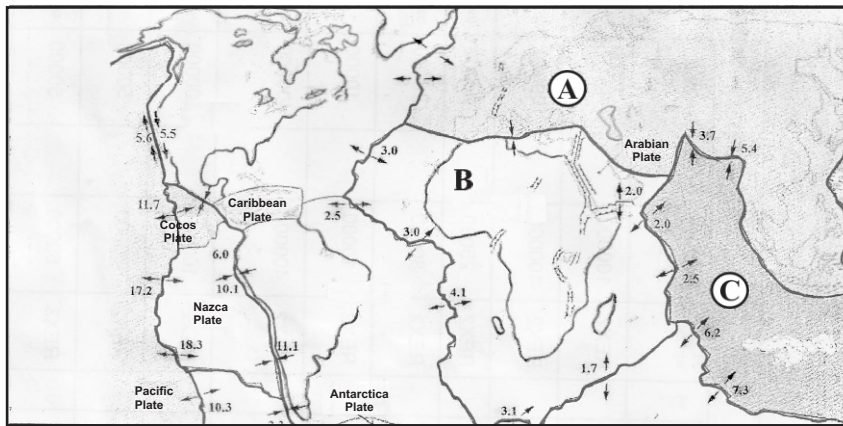 A
Arabian
Plate
3.7
5.4
5.6
5.5
3.0
B
2.0
11.7
Cocos
Plate
Caribbean
Plate
2.5
3.0
2.0
6.0
10.1
17.2
Nazca
Plate
4.1
2.5
C
18.3
11.1
6.2
1.7
Pacific
Plate
10.3
Antarctica
Plate
3.1
7.3